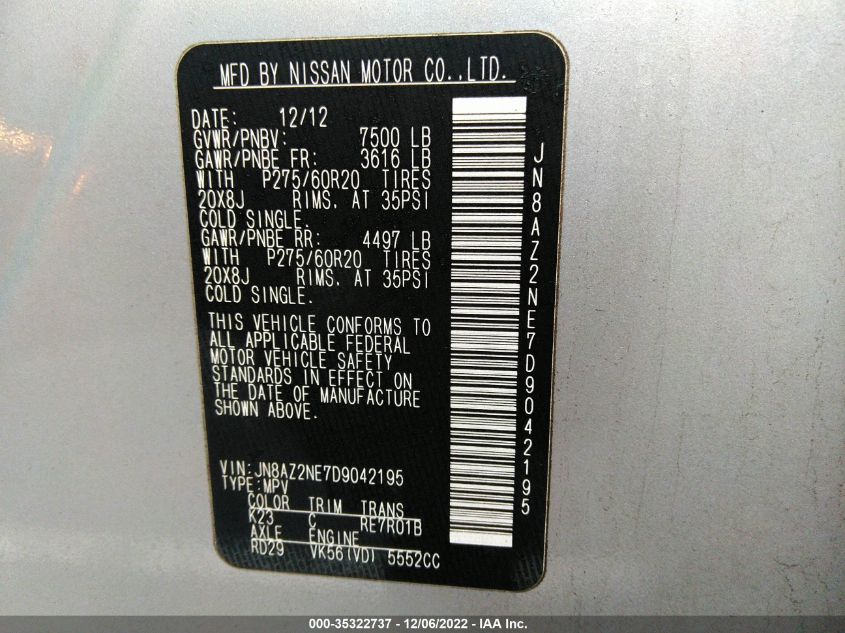 MFD BY NISSAN MOTOR CO.,LTD.
DATE: 12/12
GVWR/PNBV: 7500 LB
GAWR/PNBE FR: 3616 LB
WITH P275/60R20 TIRES
20X8J RIMS. AT 35PSI
COLD SINGLE.
GAWR/PNBE RR: 4497 LB
WITH P275/60R20 TIRES
20X8J RIMS. AT 35PSI
COLD SINGLE.
THIS VEHICLE CONFORMS TO
ALL APPLICABLE FEDERAL
MOTOR VEHICLE SAFETY
STANDARDS IN EFFECT ON
THE DATE OF MANUFACTURE
SHOWN ABOVE.
VIN:JN8AZ2NE7D9042195
TYPE:MPV
COLOR TRIM TRANS
K23 C RE7R01B
AXLE ENGINE
RD29 VK56(VD) 5552CC
JN8AZ2NE7D9042195
000-35322737 - 12/06/2022 - IAA Inc.